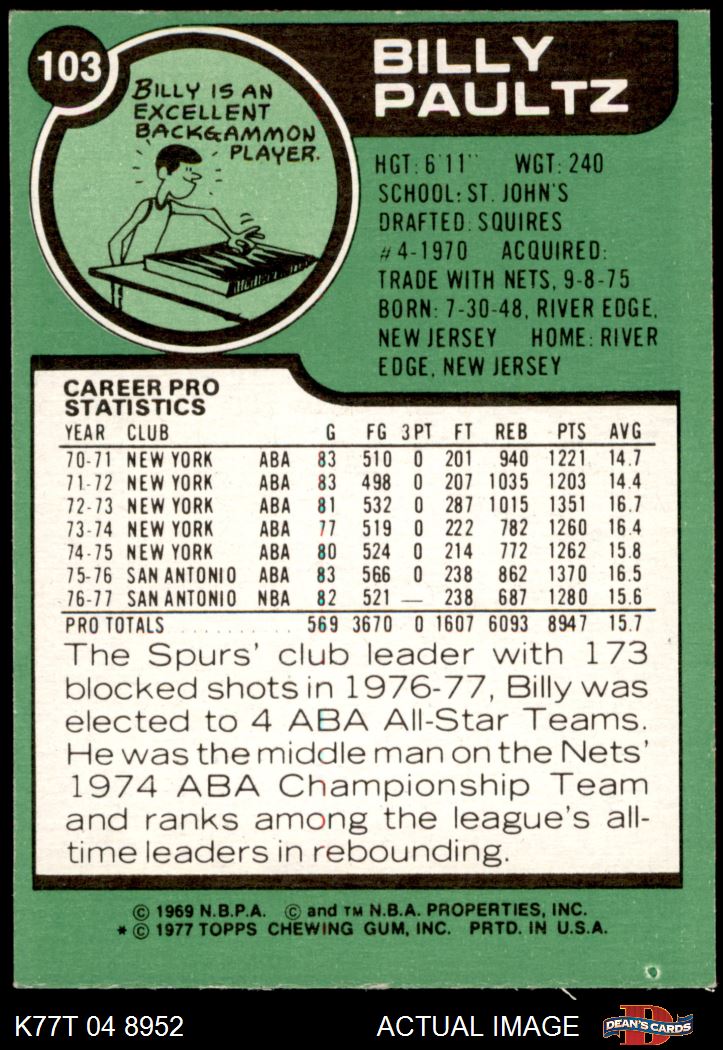 103
BILLY IS AN
EXCELLENT
BACKGAMMON
PLAYER.
BILLY
PAULTZ
HGT: 6'11" WGT: 240
SCHOOL: ST. JOHN'S
DRAFTED: SQUIRES
#4-1970 ACQUIRED:
TRADE WITH NETS, 9-8-75
BORN: 7-30-48, RIVER EDGE,
NEW JERSEY HOME: RIVER
EDGE, NEW JERSEY
CAREER PRO
STATISTICS
YEAR CLUB G FG 3PT FT REB PTS AVG
70-71 NEW YORK ABA 83 510 0 201 940 1221 14.7
71-72 NEW YORK ABA 83 498 0 207 1035 1203 14.4
72-73 NEW YORK ABA 81 532 0 287 1015 1351 16.7
73-74 NEW YORK ABA 77 519 0 222 782 1260 16.4
74-75 NEW YORK ABA 80 524 0 214 772 1262 15.8
75-76 SAN ANTONIO ABA 83 566 0 238 862 1370 16.5
76-77 SAN ANTONIO NBA 82 521 — 238 687 1280 15.6
PRO TOTALS . . . . . . . . . . 569 3670 0 1607 6093 8947 15.7
The Spurs' club leader with 173
blocked shots in 1976-77, Billy was
elected to 4 ABA All-Star Teams.
He was the middle man on the Nets'
1974 ABA Championship Team
and ranks among the league's all-
time leaders in rebounding.
© 1969 N.B.P.A. © and TM N.B.A. PROPERTIES, INC.
* © 1977 TOPPS CHEWING GUM, INC. PRTD. IN U.S.A.
K77T 04 8952 ACTUAL IMAGE D DEAN'S CARDS